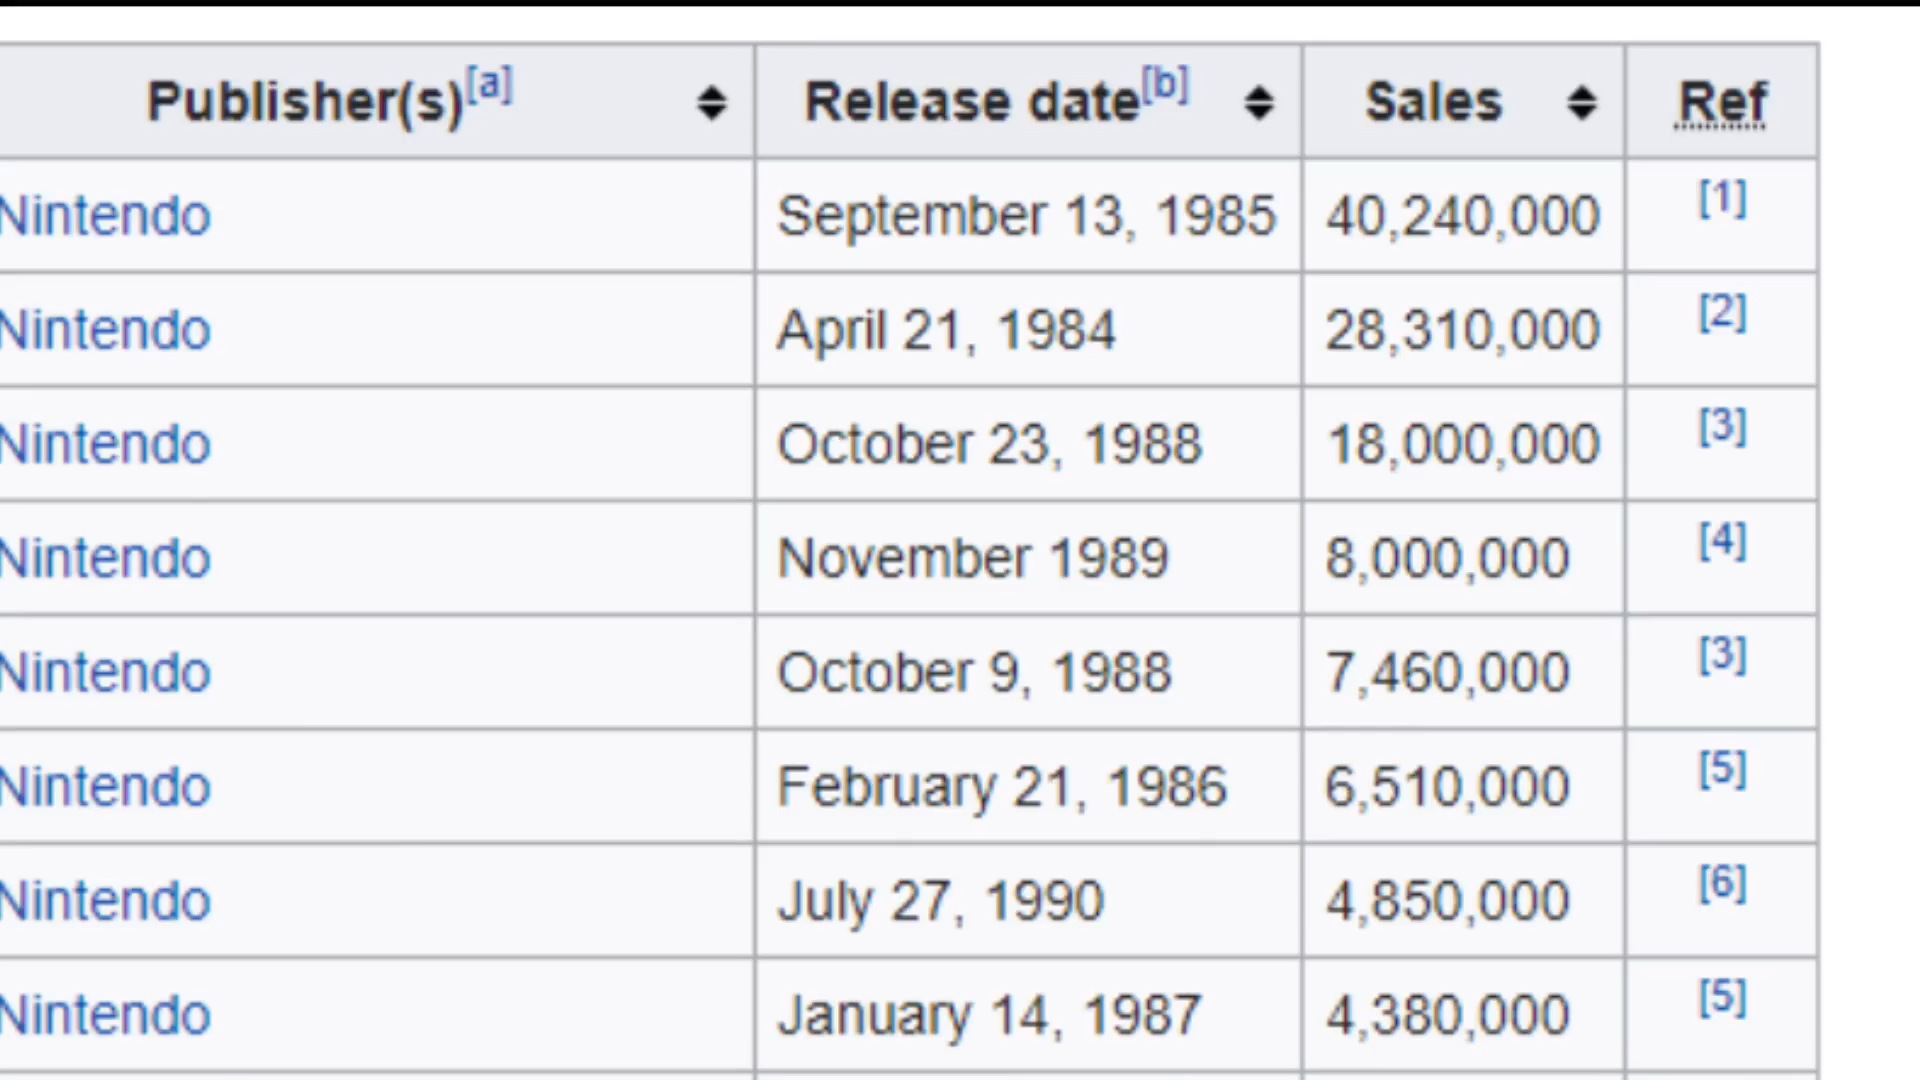 Publisher(s)[a] Release date[b] Sales Ref
Nintendo September 13, 1985 40,240,000 [1]
Nintendo April 21, 1984 28,310,000 [2]
Nintendo October 23, 1988 18,000,000 [3]
Nintendo November 1989 8,000,000 [4]
Nintendo October 9, 1988 7,460,000 [3]
Nintendo February 21, 1986 6,510,000 [5]
Nintendo July 27, 1990 4,850,000 [6]
Nintendo January 14, 1987 4,380,000 [5]